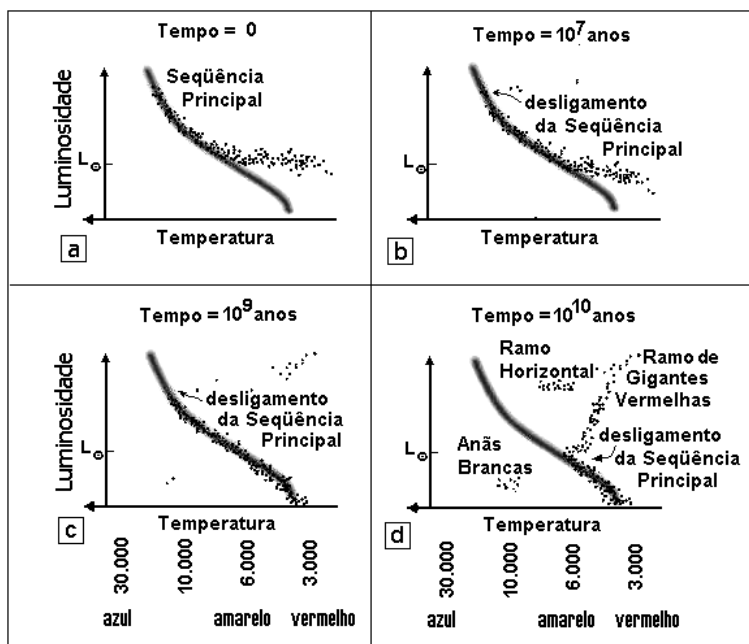 Tempo = 0
Seqüência
Principal
Luminosidade
L⊙
Temperatura
a
Tempo = 10⁷ anos
desligamento
da Seqüência
Principal
L⊙
Temperatura
b
Tempo = 10⁹ anos
Luminosidade
desligamento
da Seqüência
Principal
L⊙
Temperatura
c
30.000
10.000
6.000
3.000
azul
amarelo
vermelho
Tempo = 10¹⁰ anos
Ramo
Horizontal
Ramo de
Gigantes
Vermelhas
desligamento
da Seqüência
Principal
Anãs
Brancas
L⊙
Temperatura
d
30.000
10.000
6.000
3.000
azul
amarelo
vermelho